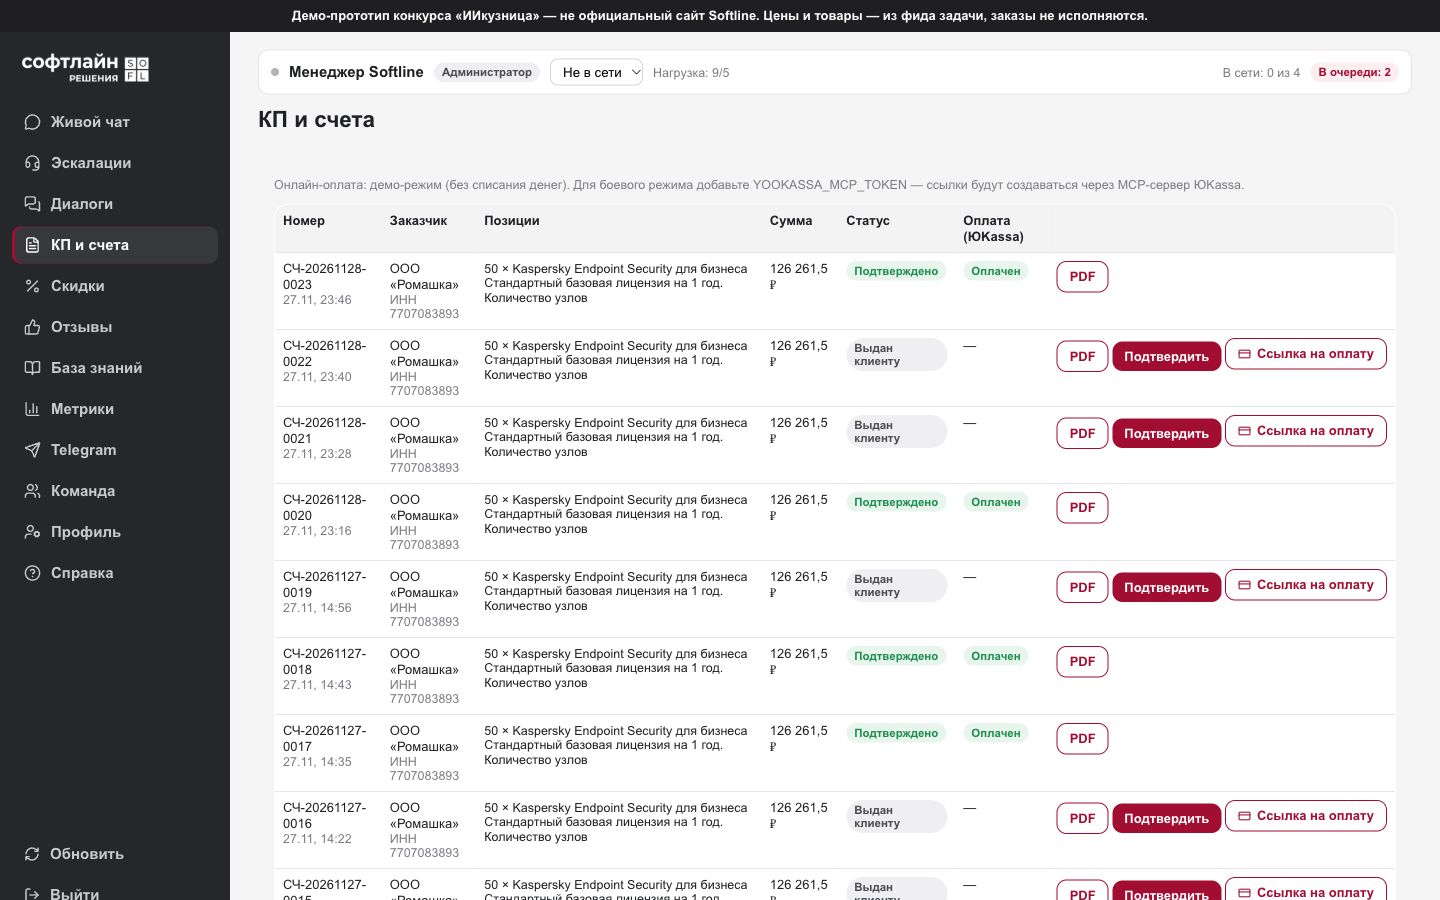 Демо-прототип конкурса «ИИкузница» — не официальный сайт Softline. Цены и товары — из фида задачи, заказы не исполняются.
софтлайн
РЕШЕНИЯ
SO
FL
Живой чат
Эскалации
Диалоги
КП и счета
Скидки
Отзывы
База знаний
Метрики
Telegram
Команда
Профиль
Справка
Обновить
Выйти
Менеджер Softline Администратор Не в сети Нагрузка: 9/5 В сети: 0 из 4 В очереди: 2
КП и счета
Онлайн-оплата: демо-режим (без списания денег). Для боевого режима добавьте YOOKASSA_MCP_TOKEN — ссылки будут создаваться через MCP-сервер ЮKassa.
Номер Заказчик Позиции Сумма Статус Оплата
(ЮKassa)
СЧ-20261128- ООО 50 × Kaspersky Endpoint Security для бизнеса 126 261,5 Подтверждено Оплачен PDF
0023 «Ромашка» Стандартный базовая лицензия на 1 год. ₽
27.11, 23:46 ИНН Количество узлов
7707083893
СЧ-20261128- ООО 50 × Kaspersky Endpoint Security для бизнеса 126 261,5 Выдан — PDF Подтвердить Ссылка на оплату
0022 «Ромашка» Стандартный базовая лицензия на 1 год. ₽ клиенту
27.11, 23:40 ИНН Количество узлов
7707083893
СЧ-20261128- ООО 50 × Kaspersky Endpoint Security для бизнеса 126 261,5 Выдан — PDF Подтвердить Ссылка на оплату
0021 «Ромашка» Стандартный базовая лицензия на 1 год. ₽ клиенту
27.11, 23:28 ИНН Количество узлов
7707083893
СЧ-20261128- ООО 50 × Kaspersky Endpoint Security для бизнеса 126 261,5 Подтверждено Оплачен PDF
0020 «Ромашка» Стандартный базовая лицензия на 1 год. ₽
27.11, 23:16 ИНН Количество узлов
7707083893
СЧ-20261127- ООО 50 × Kaspersky Endpoint Security для бизнеса 126 261,5 Выдан — PDF Подтвердить Ссылка на оплату
0019 «Ромашка» Стандартный базовая лицензия на 1 год. ₽ клиенту
27.11, 14:56 ИНН Количество узлов
7707083893
СЧ-20261127- ООО 50 × Kaspersky Endpoint Security для бизнеса 126 261,5 Подтверждено Оплачен PDF
0018 «Ромашка» Стандартный базовая лицензия на 1 год. ₽
27.11, 14:43 ИНН Количество узлов
7707083893
СЧ-20261127- ООО 50 × Kaspersky Endpoint Security для бизнеса 126 261,5 Подтверждено Оплачен PDF
0017 «Ромашка» Стандартный базовая лицензия на 1 год. ₽
27.11, 14:35 ИНН Количество узлов
7707083893
СЧ-20261127- ООО 50 × Kaspersky Endpoint Security для бизнеса 126 261,5 Выдан — PDF Подтвердить Ссылка на оплату
0016 «Ромашка» Стандартный базовая лицензия на 1 год. ₽ клиенту
27.11, 14:22 ИНН Количество узлов
7707083893
СЧ-20261127- ООО 50 × Kaspersky Endpoint Security для бизнеса 126 261,5 Выдан — PDF Подтвердить Ссылка на оплату
0015 «Ромашка» Стандартный базовая лицензия на 1 год. ₽ клиенту